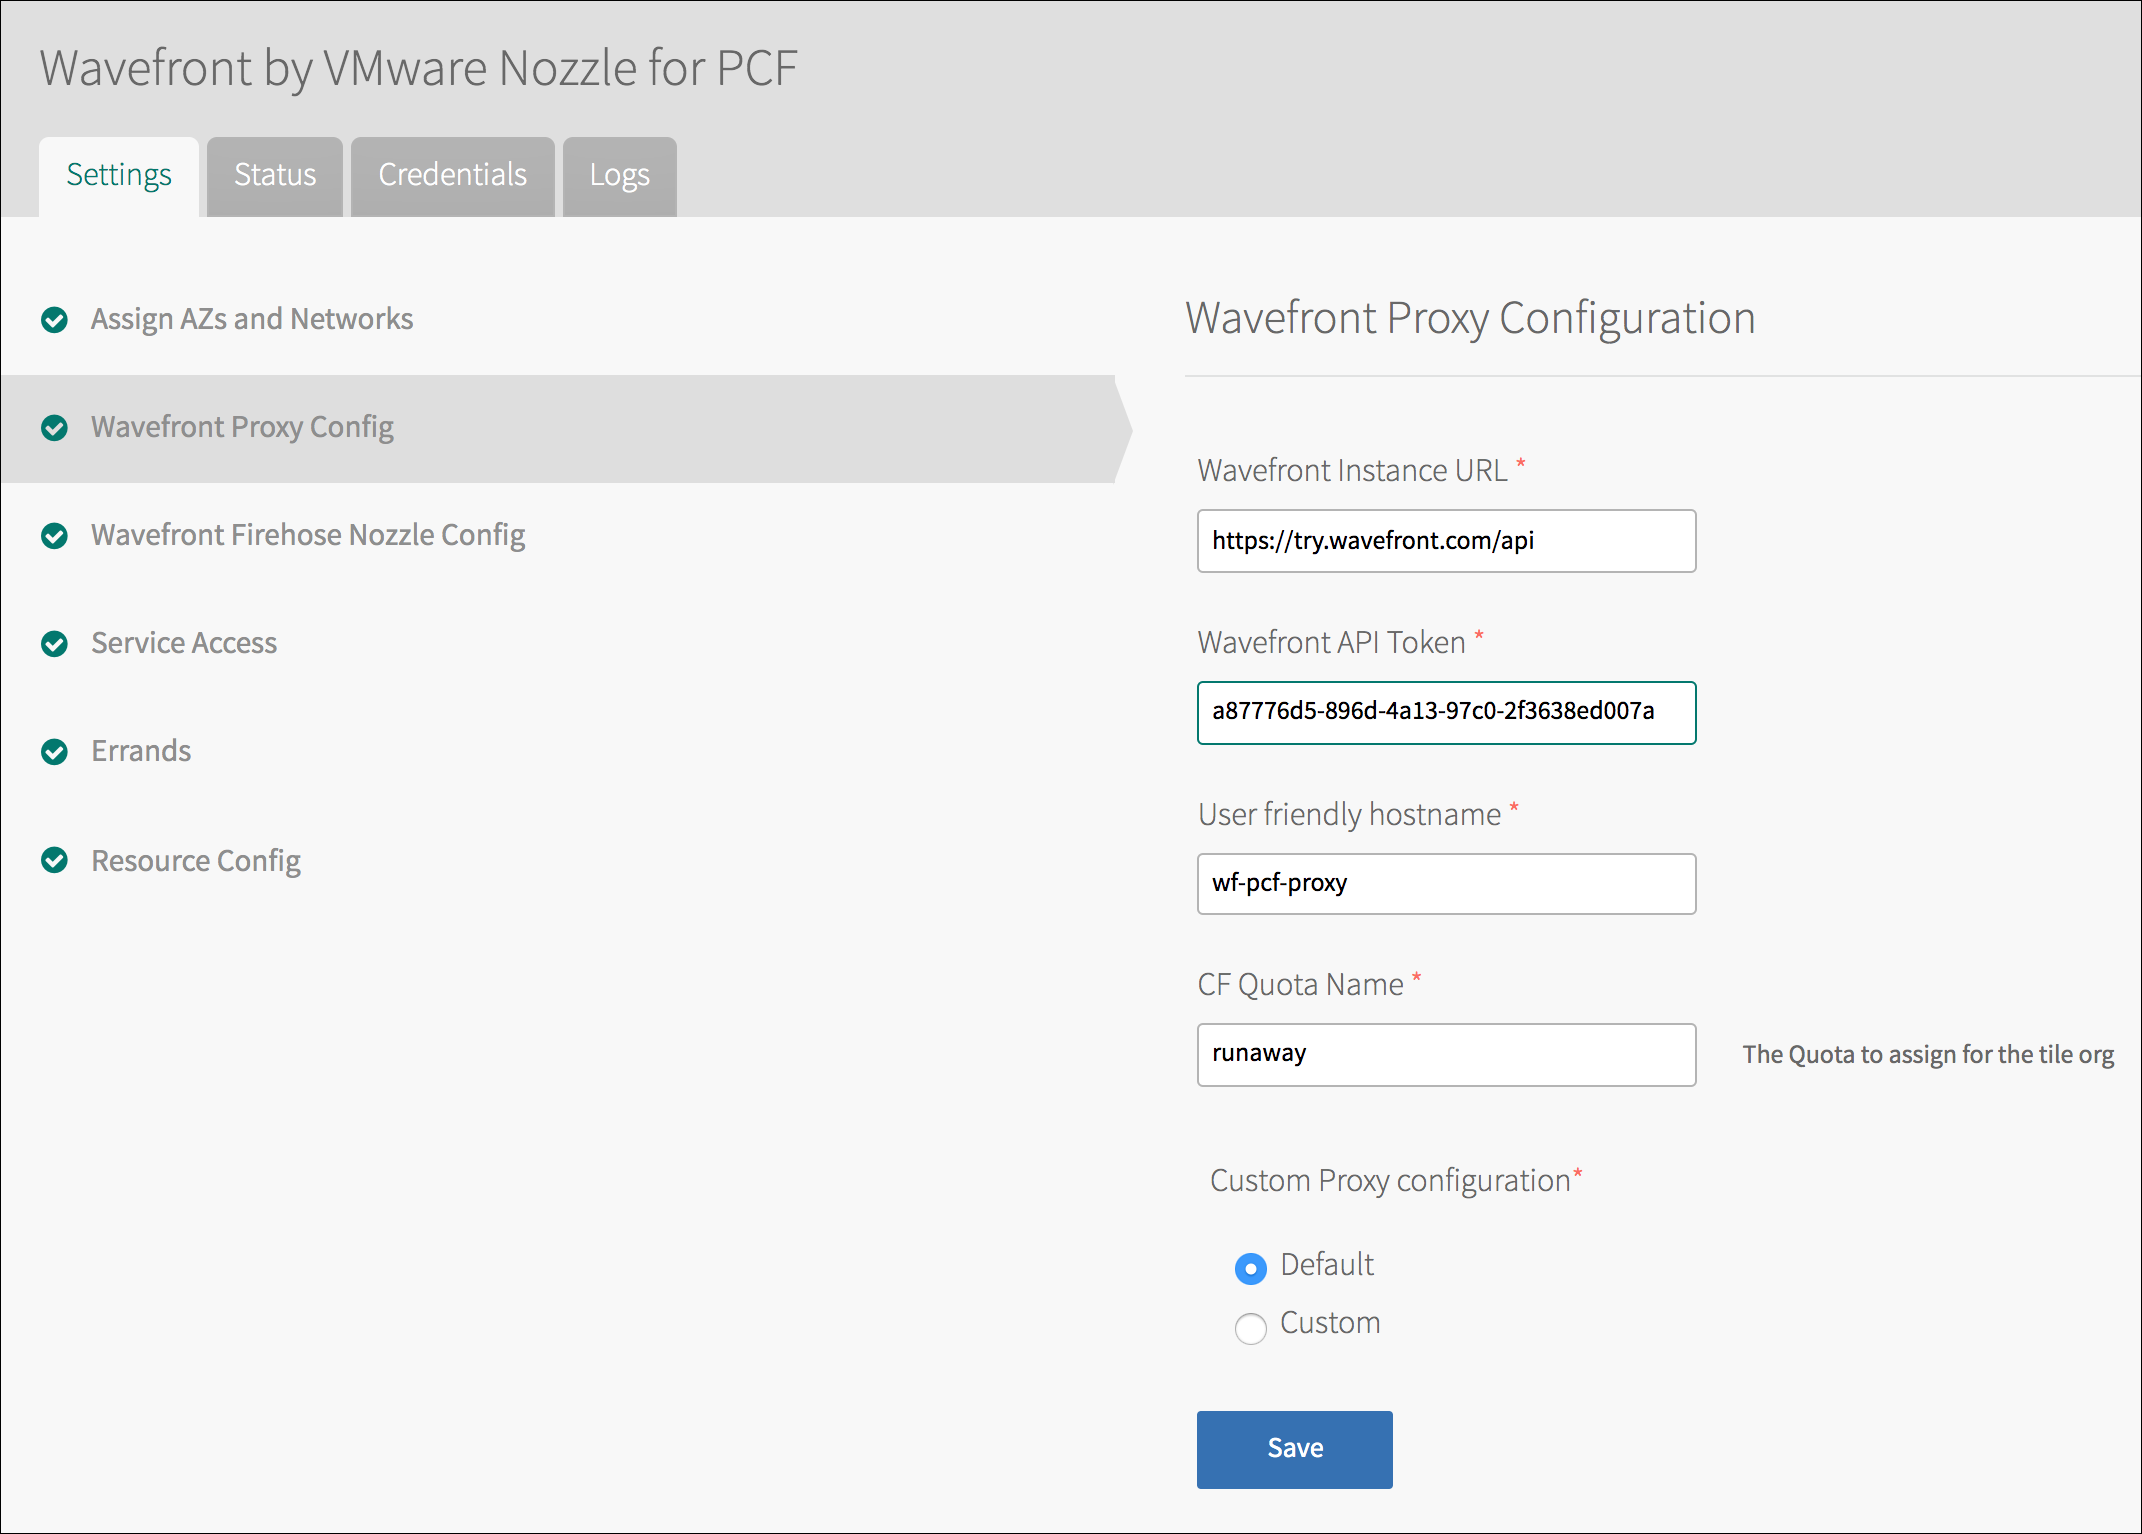 Wavefront by VMware Nozzle for PCF
Settings
Status
Credentials
Logs
Assign AZs and Networks
Wavefront Proxy Config
Wavefront Firehose Nozzle Config
Service Access
Errands
Resource Config
Wavefront Proxy Configuration
Wavefront Instance URL *
https://try.wavefront.com/api
Wavefront API Token *
a87776d5-896d-4a13-97c0-2f3638ed007a
User friendly hostname *
wf-pcf-proxy
CF Quota Name *
runaway
The Quota to assign for the tile org
Custom Proxy configuration*
Default
Custom
Save